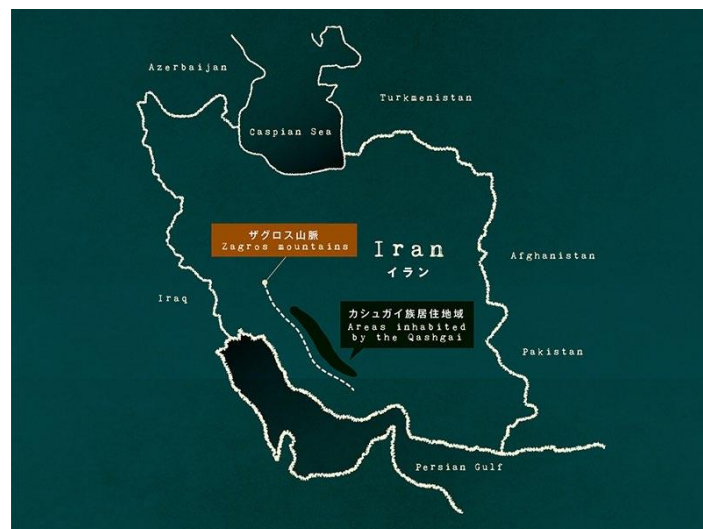 Azerbaijan
Turkmenistan
Caspian Sea
ザグロス山脈
Zagros mountains
Iran
イラン
Afghanistan
Iraq
カシュガイ族居住地域
Areas inhabited
by the Qashgai
Pakistan
Persian Gulf